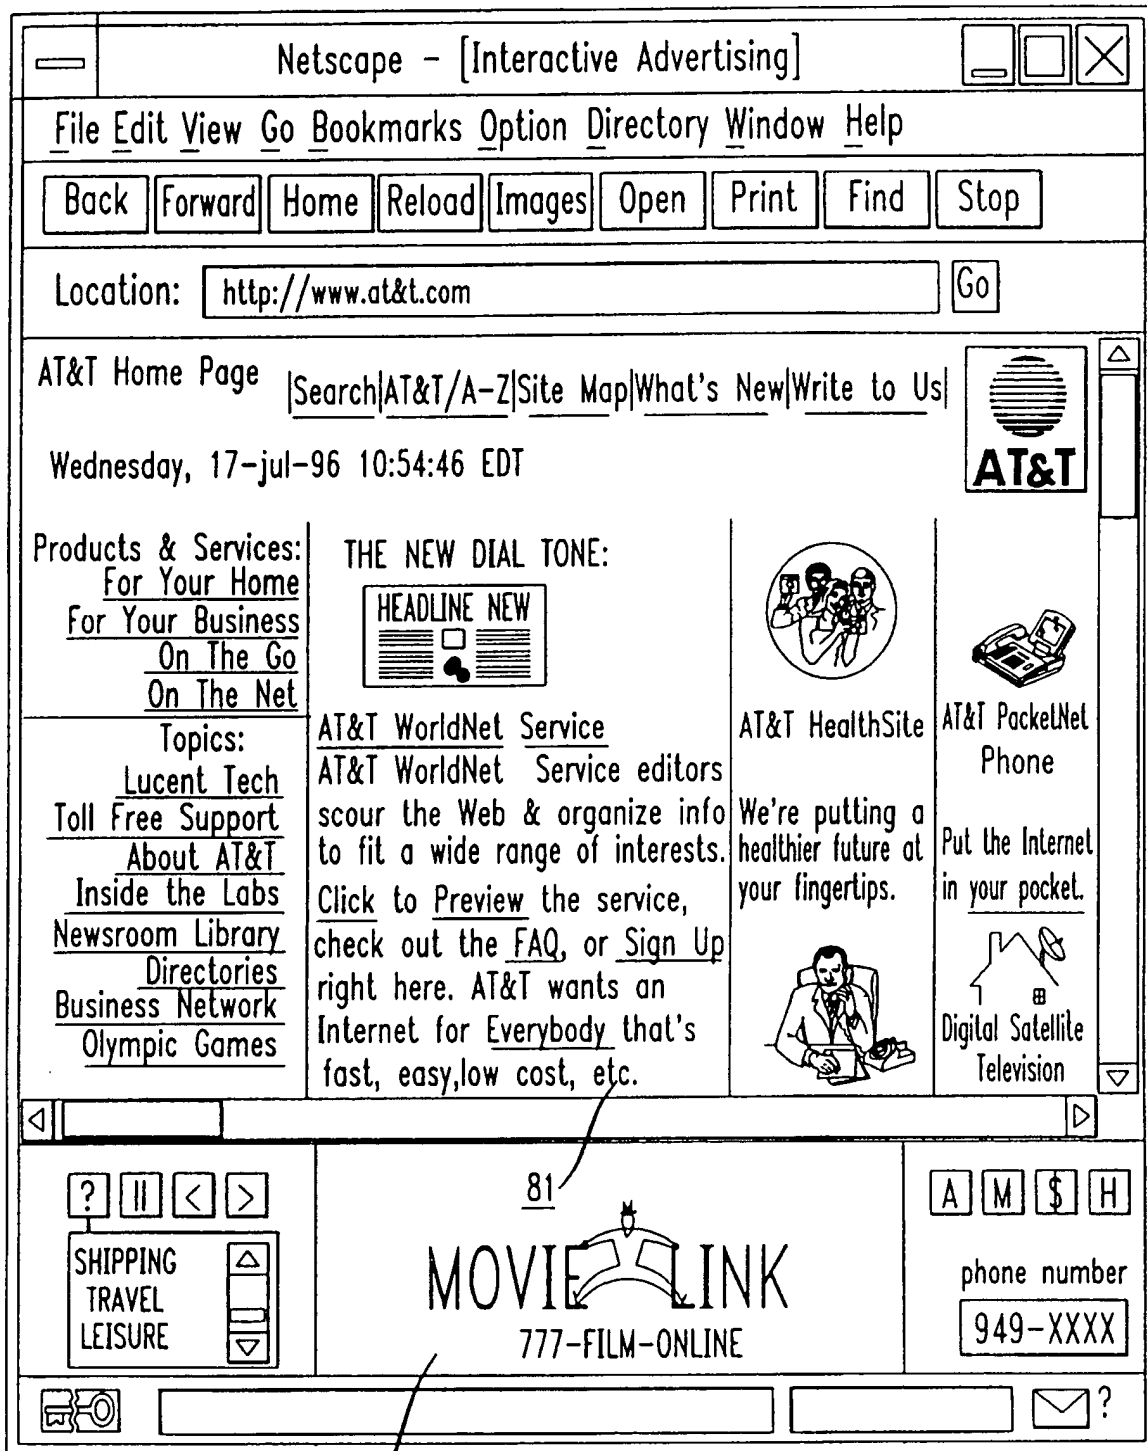 Netscape - [Interactive Advertising]
File Edit View Go Bookmarks Option Directory Window Help
Back Forward Home Reload Images Open Print Find Stop
Location: http://www.at&t.com Go
AT&T Home Page |Search|AT&T/A-Z|Site Map|What's New|Write to Us|
AT&T
Wednesday, 17-jul-96 10:54:46 EDT
Products & Services:
For Your Home
For Your Business
On The Go
On The Net
Topics:
Lucent Tech
Toll Free Support
About AT&T
Inside the Labs
Newsroom Library
Directories
Business Network
Olympic Games
THE NEW DIAL TONE:
HEADLINE NEW
AT&T WorldNet Service
AT&T WorldNet Service editors
scour the Web & organize info
to fit a wide range of interests.
Click to Preview the service,
check out the FAQ, or Sign Up
right here. AT&T wants an
Internet for Everybody that's
fast, easy,low cost, etc.
AT&T HealthSite
We're putting a
healthier future at
your fingertips.
AT&T PacketNet
Phone
Put the Internet
in your pocket.
Digital Satellite
Television
? || < >
SHIPPING
TRAVEL
LEISURE
81
MOVIE LINK
777-FILM-ONLINE
A M $ H
phone number
949-XXXX
?